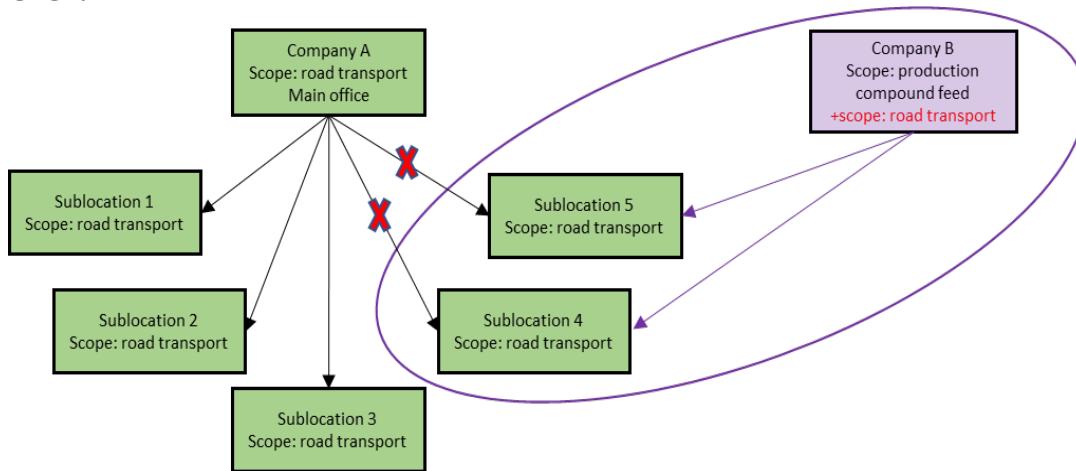 Company A
Scope: road transport
Main office
Company B
Scope: production
compound feed
+scope: road transport
Sublocation 1
Scope: road transport
Sublocation 5
Scope: road transport
Sublocation 2
Scope: road transport
Sublocation 4
Scope: road transport
Sublocation 3
Scope: road transport